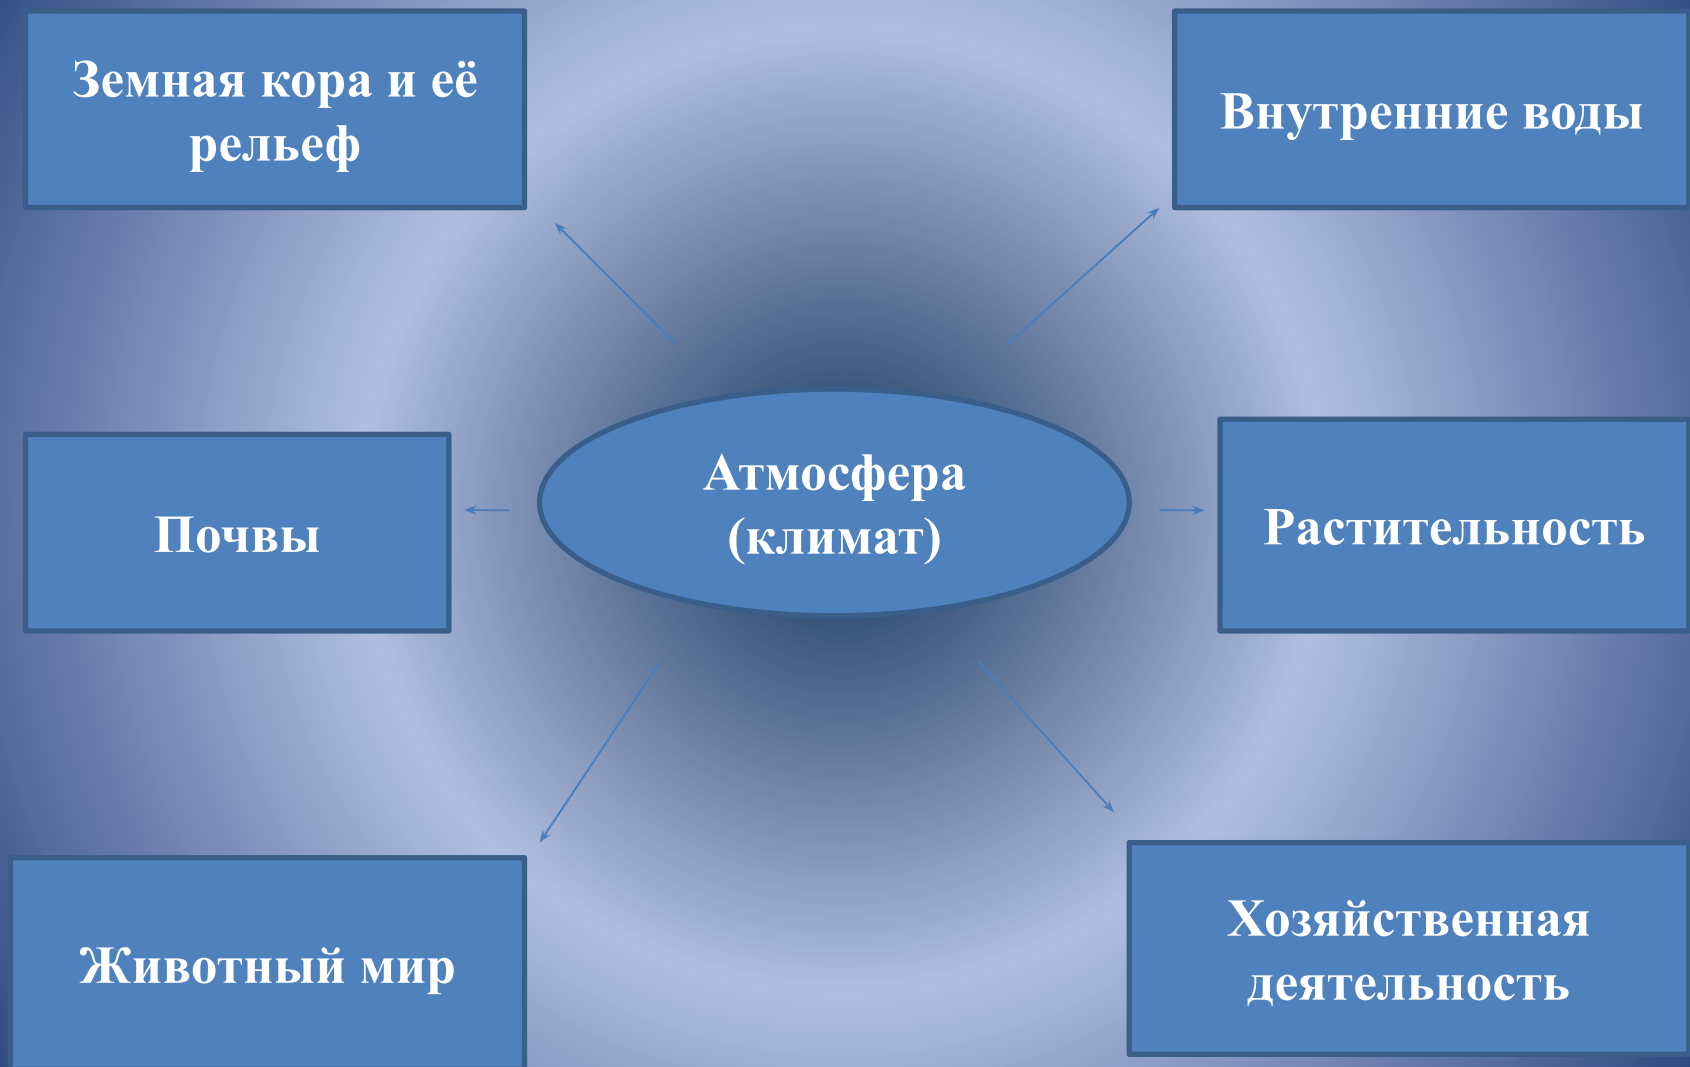 Земная кора и её
рельеф
Внутренние воды
Атмосфера
(климат)
Почвы
Растительность
Животный мир
Хозяйственная
деятельность